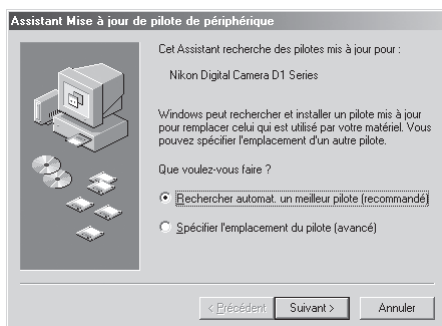 Assistant Mise à jour de pilote de périphérique
Cet Assistant recherche des pilotes mis à jour pour :
Nikon Digital Camera D1 Series
Windows peut rechercher et installer un pilote mis à jour
pour remplacer celui qui est utilisé par votre matériel. Vous
pouvez spécifier l'emplacement d'un autre pilote.
Que voulez-vous faire ?
Rechercher automat. un meilleur pilote (recommandé)
Spécifier l'emplacement du pilote (avancé)
< Précédent Suivant > Annuler